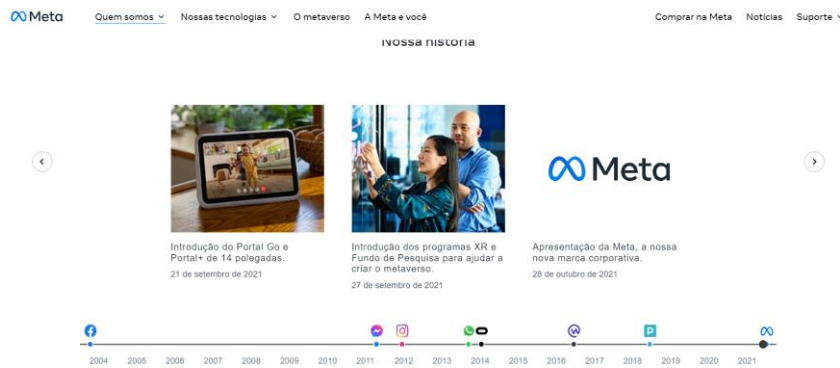 Meta
Quem somos
Nossas tecnologias
O metaverso
A Meta e você
Comprar na Meta
Notícias
Suporte
Nossa história
Meta
Introdução do Portal Go e
Portal+ de 14 polegadas.
21 de setembro de 2021
Introdução dos programas XR e
Fundo de Pesquisa para ajudar a
criar o metaverso.
27 de setembro de 2021
Apresentação da Meta, a nossa
nova marca corporativa.
28 de outubro de 2021
2004 2005 2006 2007 2008 2009 2010 2011 2012 2013 2014 2015 2016 2017 2018 2019 2020 2021